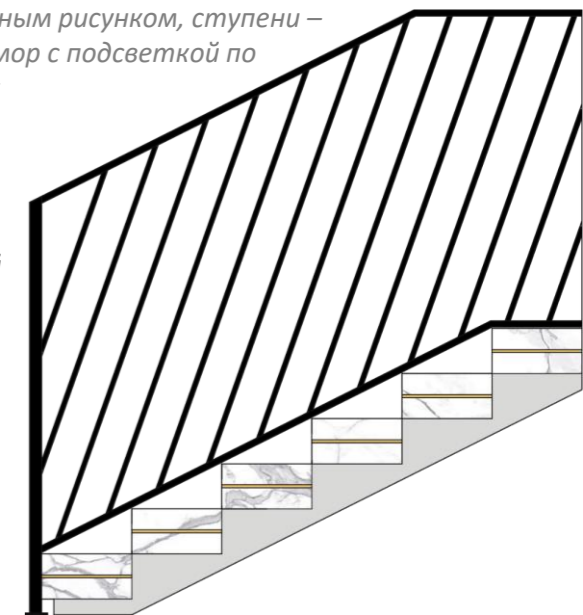 ным рисунком, ступени –
мор с подсветкой по